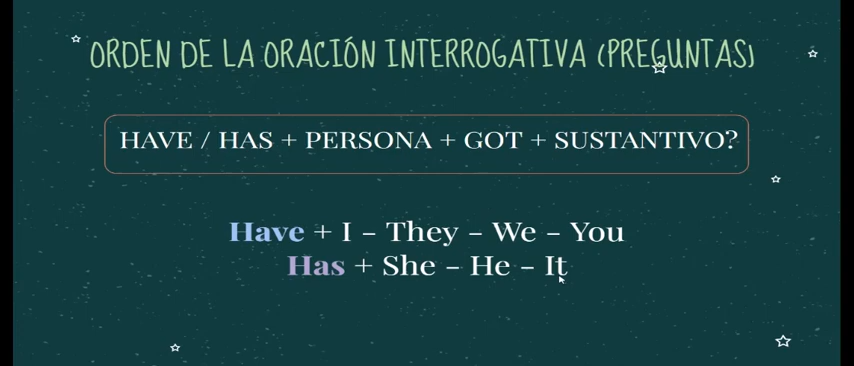 ORDEN DE LA ORACIÓN INTERROGATIVA (PREGUNTAS)
HAVE / HAS + PERSONA + GOT + SUSTANTIVO?
Have + I - They - We - You
Has + She - He - It